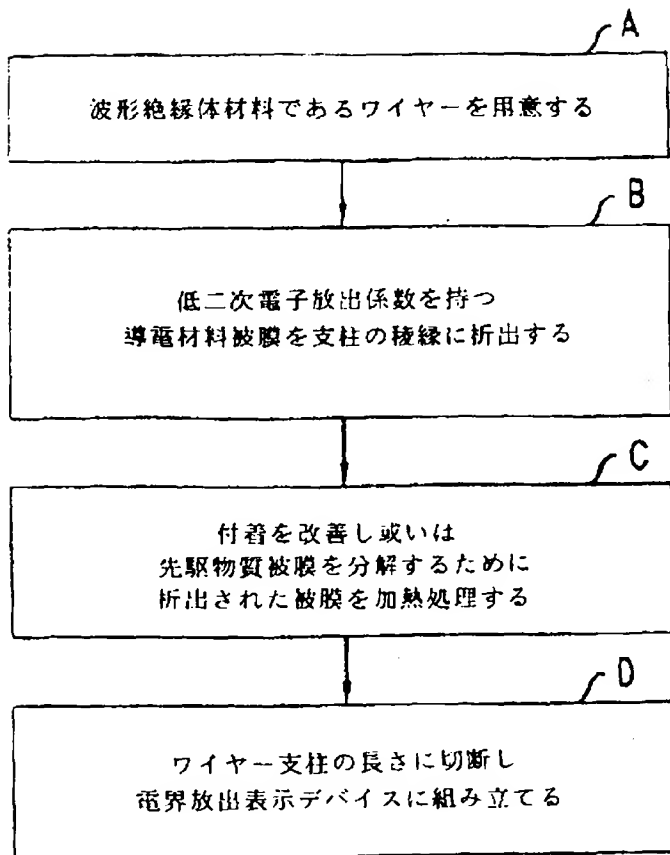 A
波形絶縁体材料であるワイヤーを用意する
B
低二次電子放出係数を持つ
導電材料被膜を支柱の稜縁に折出する
C
付着を改善し或いは
先駆物質被膜を分解するために
折出された被膜を加熱処理する
D
ワイヤー支柱の長さに切断し
電界放出表示デバイスに組み立てる